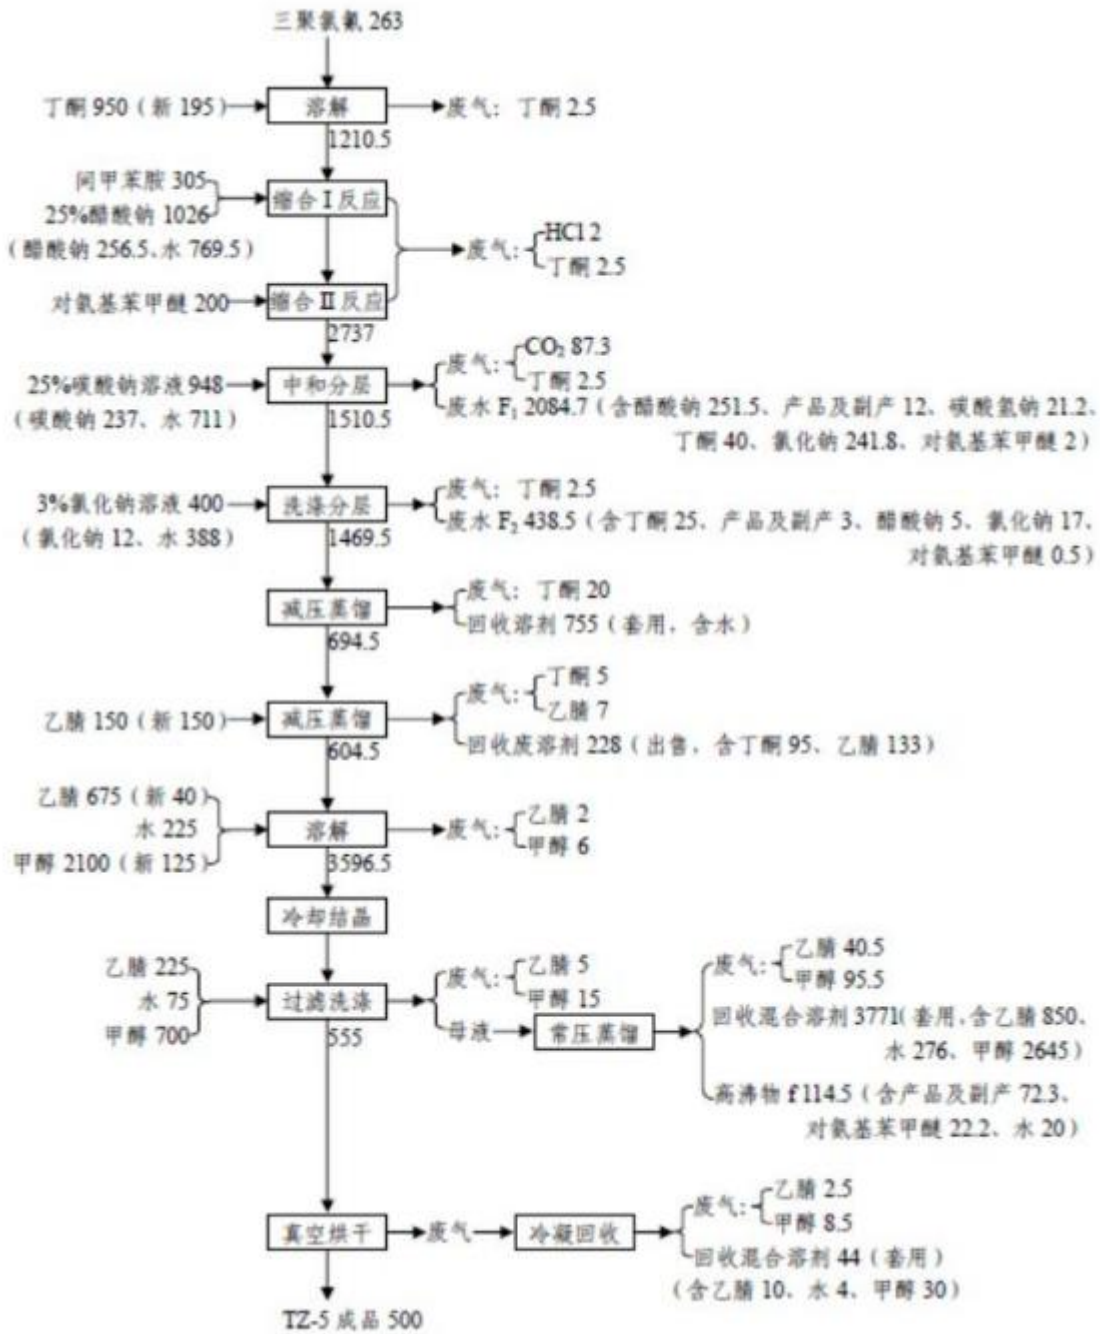 三聚氯氰 263
丁酮 950（新 195）
溶解
废气：丁酮 2.5
1210.5
间甲苯胺 305
25%醋酸钠 1026
（醋酸钠 256.5、水 769.5）
缩合 I 反应
废气：
HCl 2
丁酮 2.5
对氨基苯甲醚 200
缩合 II 反应
2737
25%碳酸钠溶液 948
（碳酸钠 237、水 711）
中和分层
废气：
CO₂ 87.3
丁酮 2.5
废水 F₁ 2084.7（含醋酸钠 251.5、产品及副产 12、碳酸氢钠 21.2、
丁酮 40、氯化钠 241.8、对氨基苯甲醚 2）
1510.5
3%氯化钠溶液 400
（氯化钠 12、水 388）
洗涤分层
废气：丁酮 2.5
废水 F₂ 438.5（含丁酮 25、产品及副产 3、醋酸钠 5、氯化钠 17、
对氨基苯甲醚 0.5）
1469.5
减压蒸馏
废气：丁酮 20
回收溶剂 755（套用，含水）
694.5
乙腈 150（新 150）
减压蒸馏
废气：
丁酮 5
乙腈 7
回收废溶剂 228（出售，含丁酮 95、乙腈 133）
604.5
乙腈 675（新 40）
水 225
甲醇 2100（新 125）
溶解
废气：
乙腈 2
甲醇 6
3596.5
冷却结晶
乙腈 225
水 75
甲醇 700
过滤洗涤
废气：
乙腈 5
甲醇 15
母液
常压蒸馏
废气：
乙腈 40.5
甲醇 95.5
回收混合溶剂 3771（套用，含乙腈 850、
水 276、甲醇 2645）
高沸物 f 114.5（含产品及副产 72.3、
对氨基苯甲醚 22.2、水 20）
555
真空烘干
废气
冷凝回收
废气：
乙腈 2.5
甲醇 8.5
回收混合溶剂 44（套用）
（含乙腈 10、水 4、甲醇 30）
TZ-5 成品 500